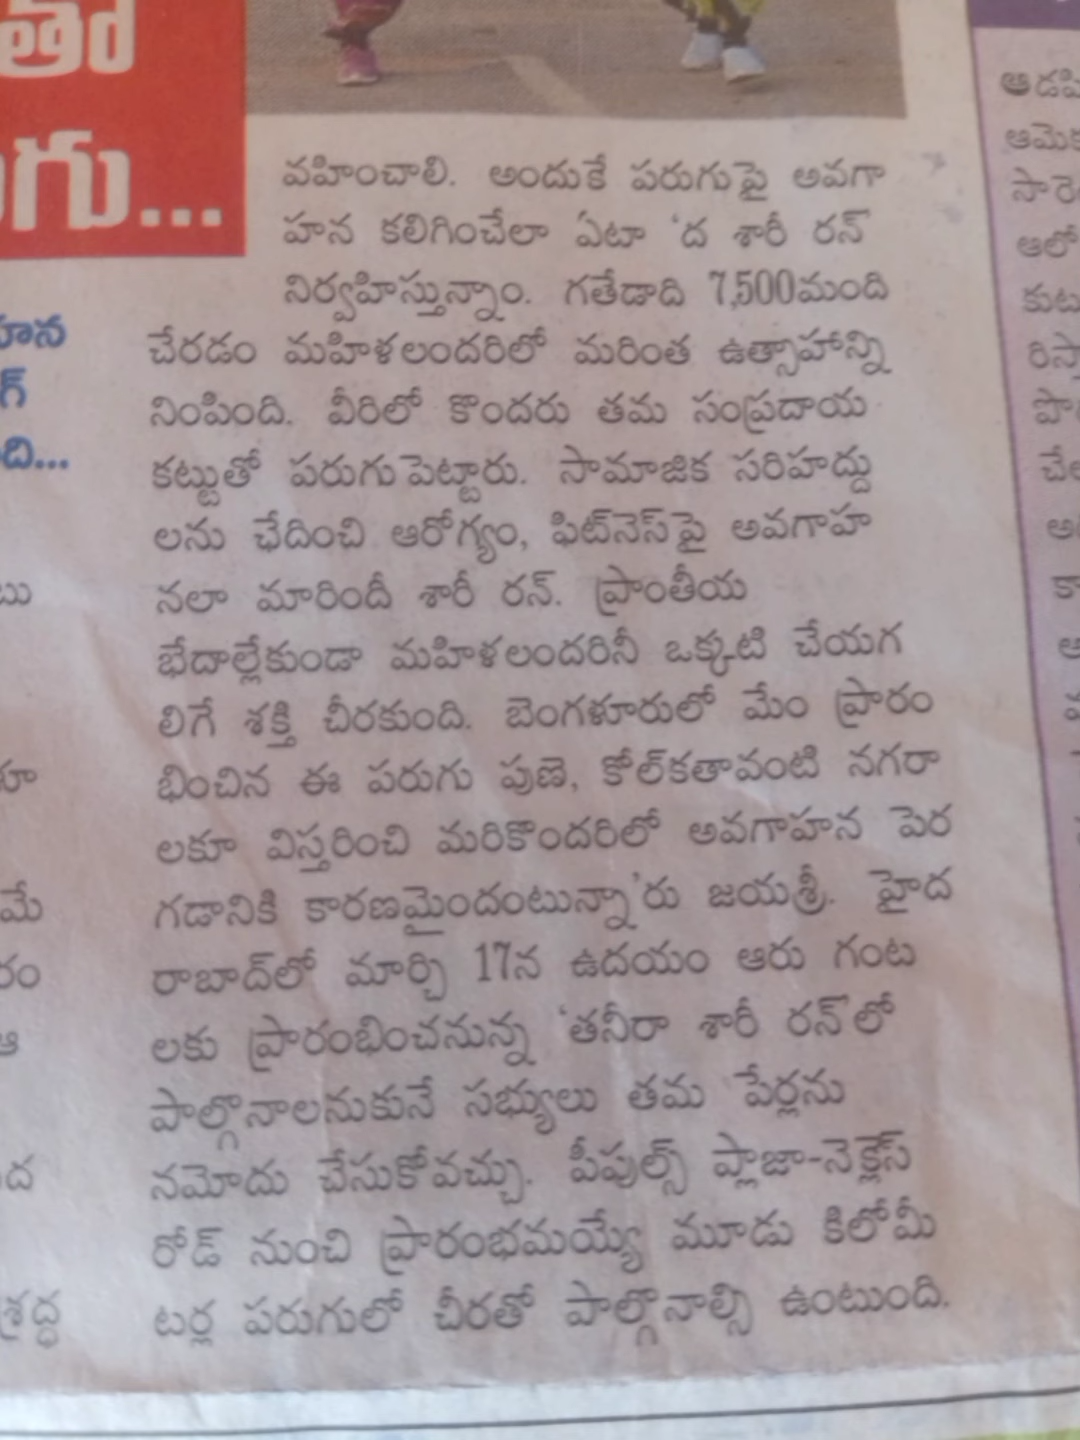 తో
గు...
వహించాలి. అందుకే పరుగుపై అవగా
హన కలిగించేలా ఏటా ‘ద శారీ రన్’
నిర్వహిస్తున్నాం. గతేడాది 7,500మంది
చేరడం మహిళలందరిలో మరింత ఉత్సాహాన్ని
నింపింది. వీరిలో కొందరు తమ సంప్రదాయ
కట్టుతో పరుగుపెట్టారు. సామాజిక సరిహద్దు
లను ఛేదించి ఆరోగ్యం, ఫిట్‌నెస్‌పై అవగాహ
నలా మారిందీ శారీ రన్. ప్రాంతీయ
భేదాల్లేకుండా మహిళలందరినీ ఒక్కటి చేయగ
లిగే శక్తి చీరకుంది. బెంగళూరులో మేం ప్రారం
భించిన ఈ పరుగు పుణె, కోల్‌కతావంటి నగరా
లకూ విస్తరించి మరికొందరిలో అవగాహన పెర
గడానికి కారణమైందంటున్నా’రు జయశ్రీ. హైద
రాబాద్‌లో మార్చి 17న ఉదయం ఆరు గంట
లకు ప్రారంభించనున్న ‘తనీరా శారీ రన్’లో
పాల్గొనాలనుకునే సభ్యులు తమ పేర్లను
నమోదు చేసుకోవచ్చు. పీపుల్స్ ప్లాజా-నెక్లెస్
రోడ్ నుంచి ప్రారంభమయ్యే మూడు కిలోమీ
టర్ల పరుగులో చీరతో పాల్గొనాల్సి ఉంటుంది.